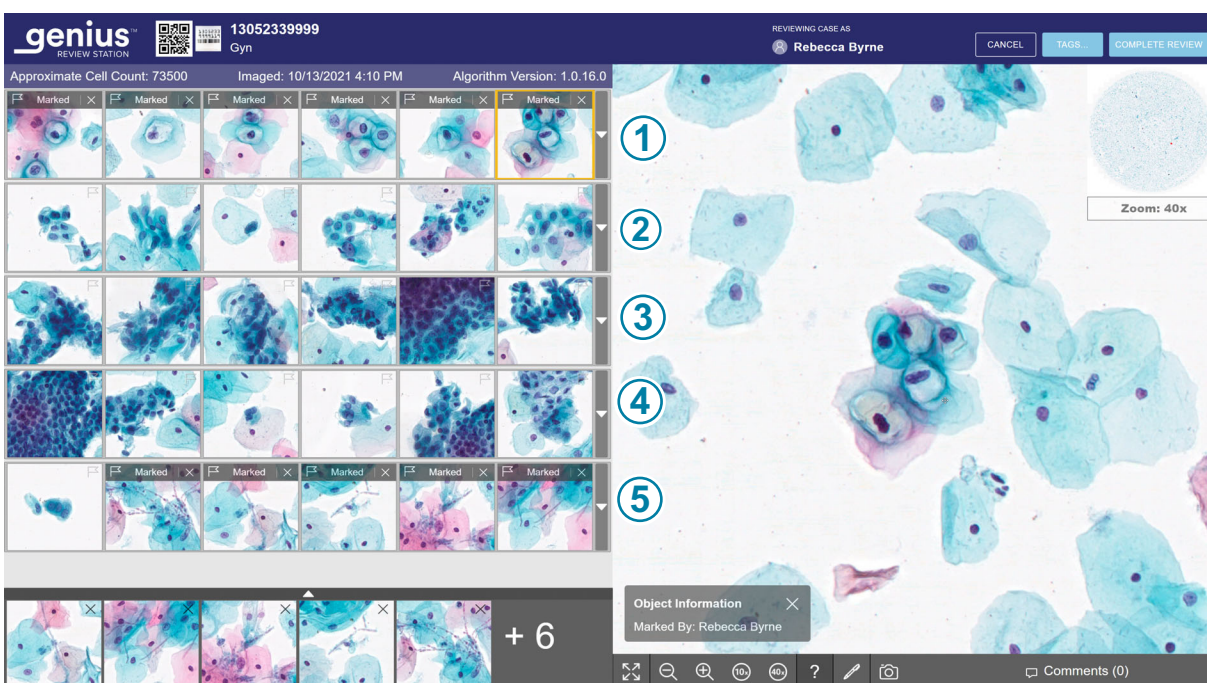 genius™
REVIEW STATION
13052339999
Gyn
REVIEWING CASE AS
Rebecca Byrne
CANCEL
TAGS...
COMPLETE REVIEW
Approximate Cell Count: 73500
Imaged: 10/13/2021 4:10 PM
Algorithm Version: 1.0.16.0
Marked
Marked
Marked
Marked
Marked
Marked
1
Zoom: 40x
2
3
4
Marked
Marked
Marked
Marked
Marked
5
Object Information
Marked By: Rebecca Byrne
+ 6
10x
40x
?
Comments (0)